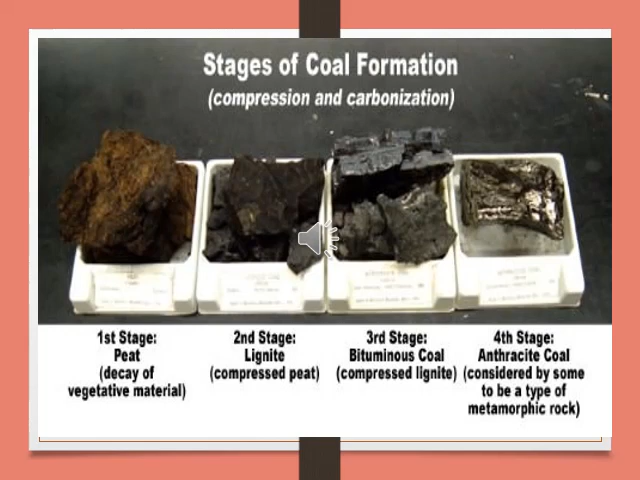 Stages of Coal Formation
(compression and carbonization)
1st Stage:
Peat
(decay of
vegetative material)
2nd Stage:
Lignite
(compressed peat)
3rd Stage:
Bituminous Coal
(compressed lignite)
4th Stage:
Anthracite Coal
(considered by some
to be a type of
metamorphic rock)